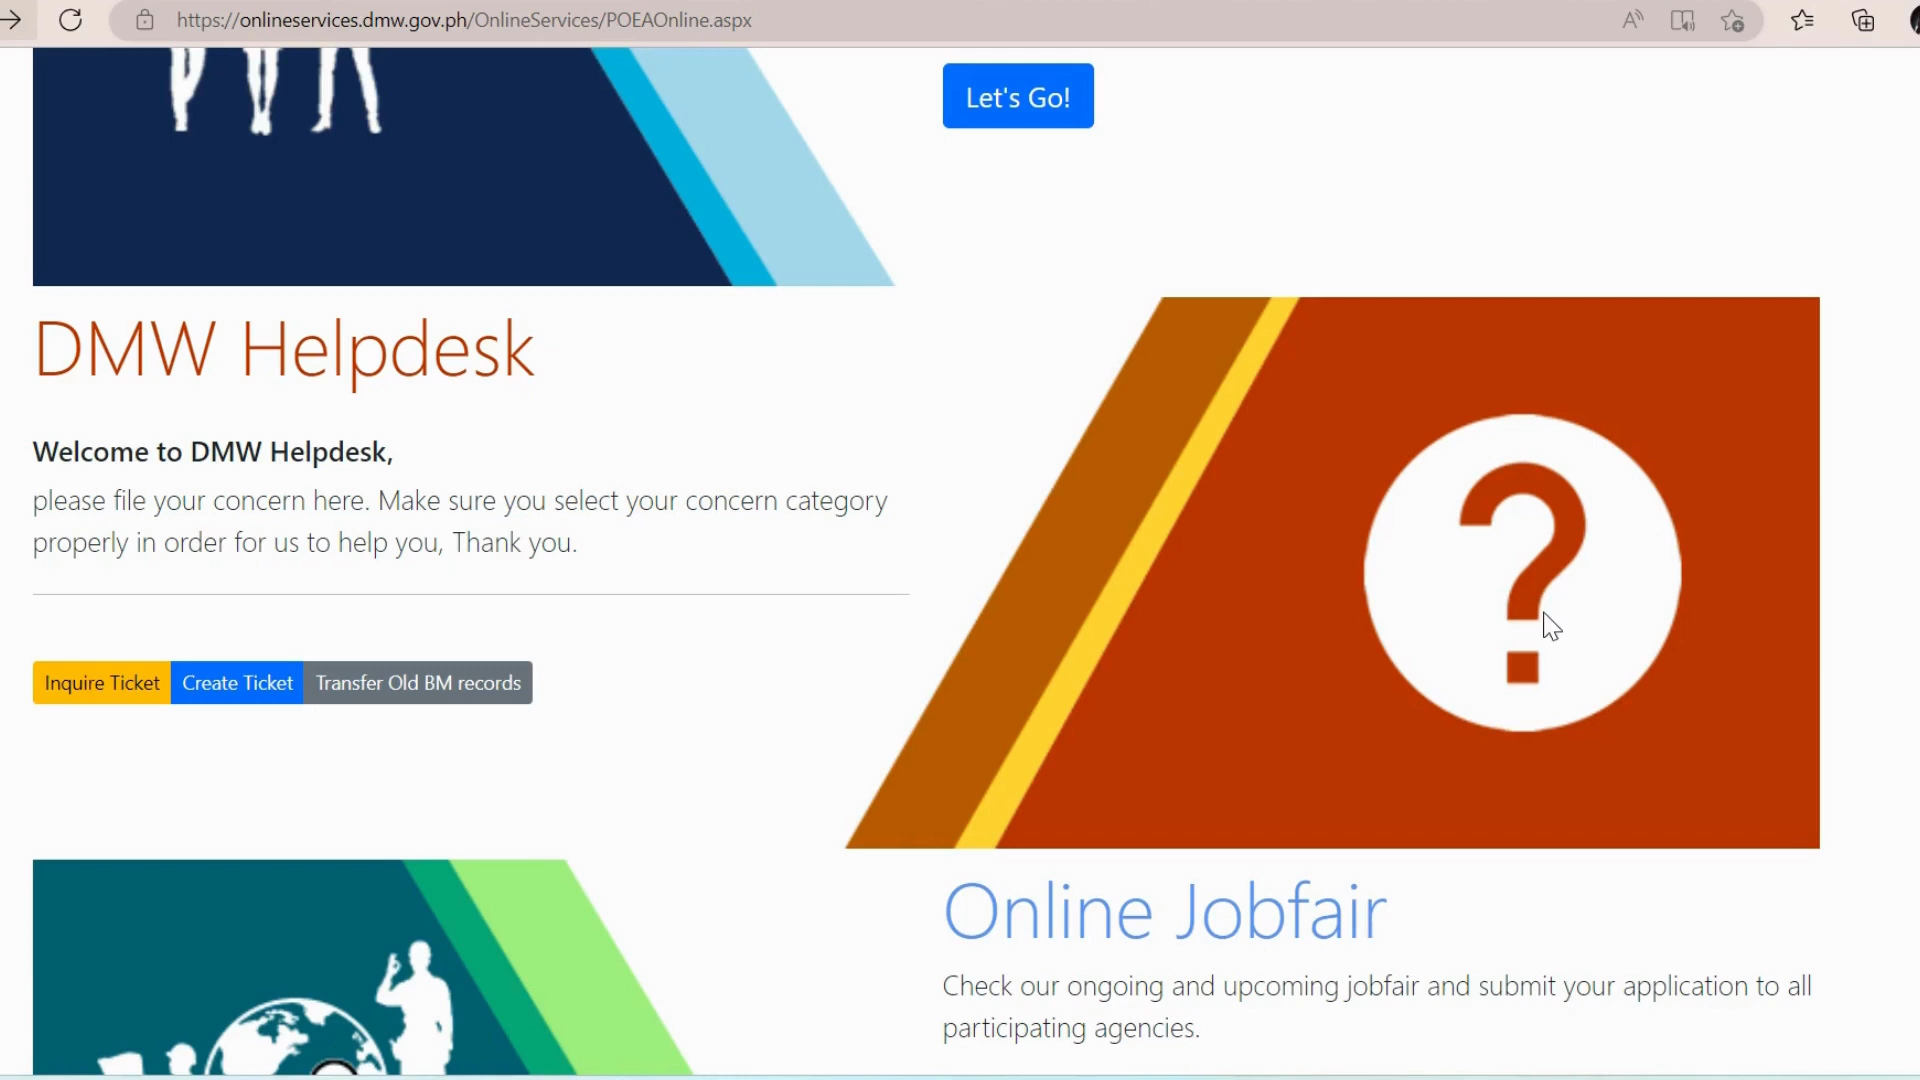 https://onlineservices.dmw.gov.ph/OnlineServices/POEAOnline.aspx
Let's Go!
DMW Helpdesk
Welcome to DMW Helpdesk,
please file your concern here. Make sure you select your concern category
properly in order for us to help you, Thank you.
Inquire Ticket
Create Ticket
Transfer Old BM records
?
Online Jobfair
Check our ongoing and upcoming jobfair and submit your application to all
participating agencies.